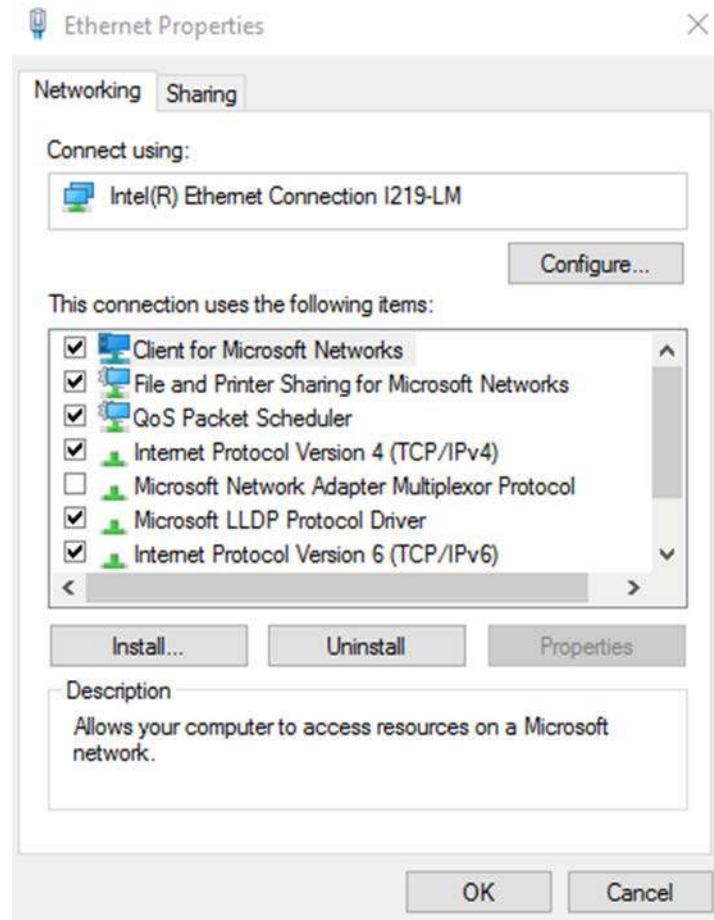 Ethernet Properties
Networking
Sharing
Connect using:
Intel(R) Ethernet Connection I219-LM
Configure...
This connection uses the following items:
Client for Microsoft Networks
File and Printer Sharing for Microsoft Networks
QoS Packet Scheduler
Internet Protocol Version 4 (TCP/IPv4)
Microsoft Network Adapter Multiplexor Protocol
Microsoft LLDP Protocol Driver
Internet Protocol Version 6 (TCP/IPv6)
Install...
Uninstall
Properties
Description
Allows your computer to access resources on a Microsoft
network.
OK
Cancel